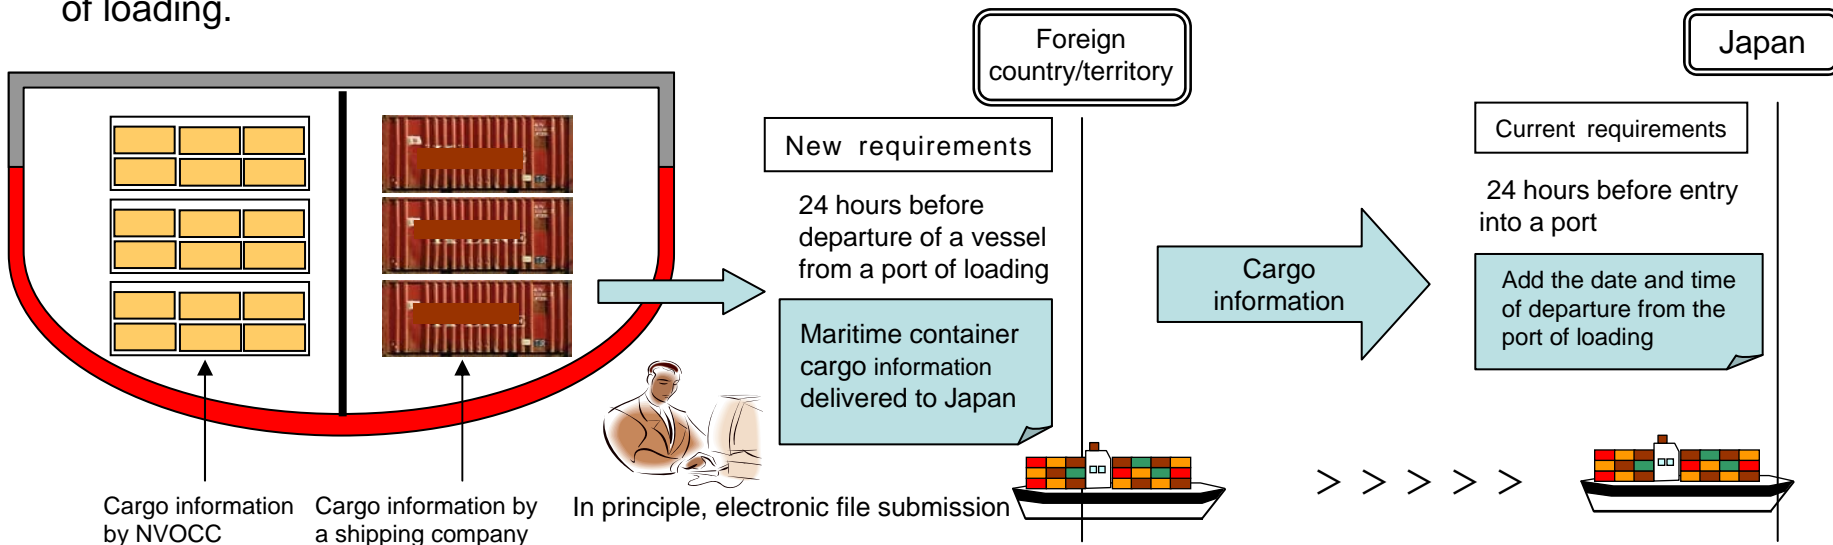 of loading.
Foreign
country/territory
Japan
New requirements
24 hours before
departure of a vessel
from a port of loading
Maritime container
cargo information
delivered to Japan
Cargo
information
Current requirements
24 hours before entry
into a port
Add the date and time
of departure from the
port of loading
Cargo information
by NVOCC
Cargo information by
a shipping company
In principle, electronic file submission
> > > > >